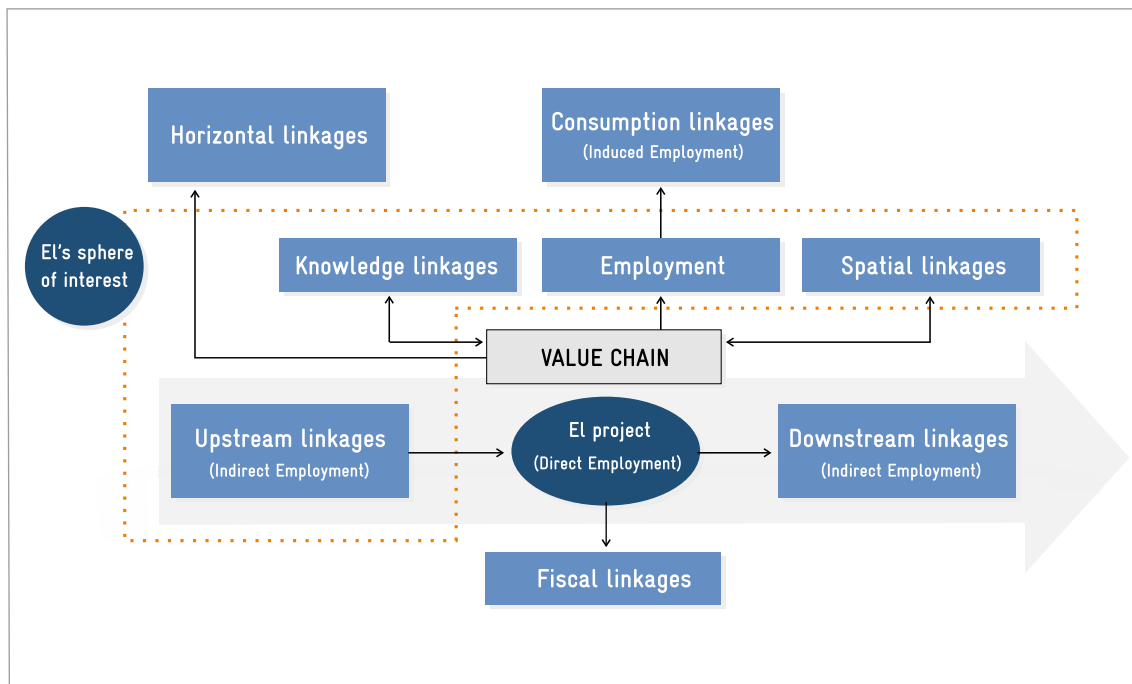 Horizontal linkages
Consumption linkages
(Induced Employment)
EI's sphere
of interest
Knowledge linkages
Employment
Spatial linkages
VALUE CHAIN
Upstream linkages
(Indirect Employment)
EI project
(Direct Employment)
Downstream linkages
(Indirect Employment)
Fiscal linkages